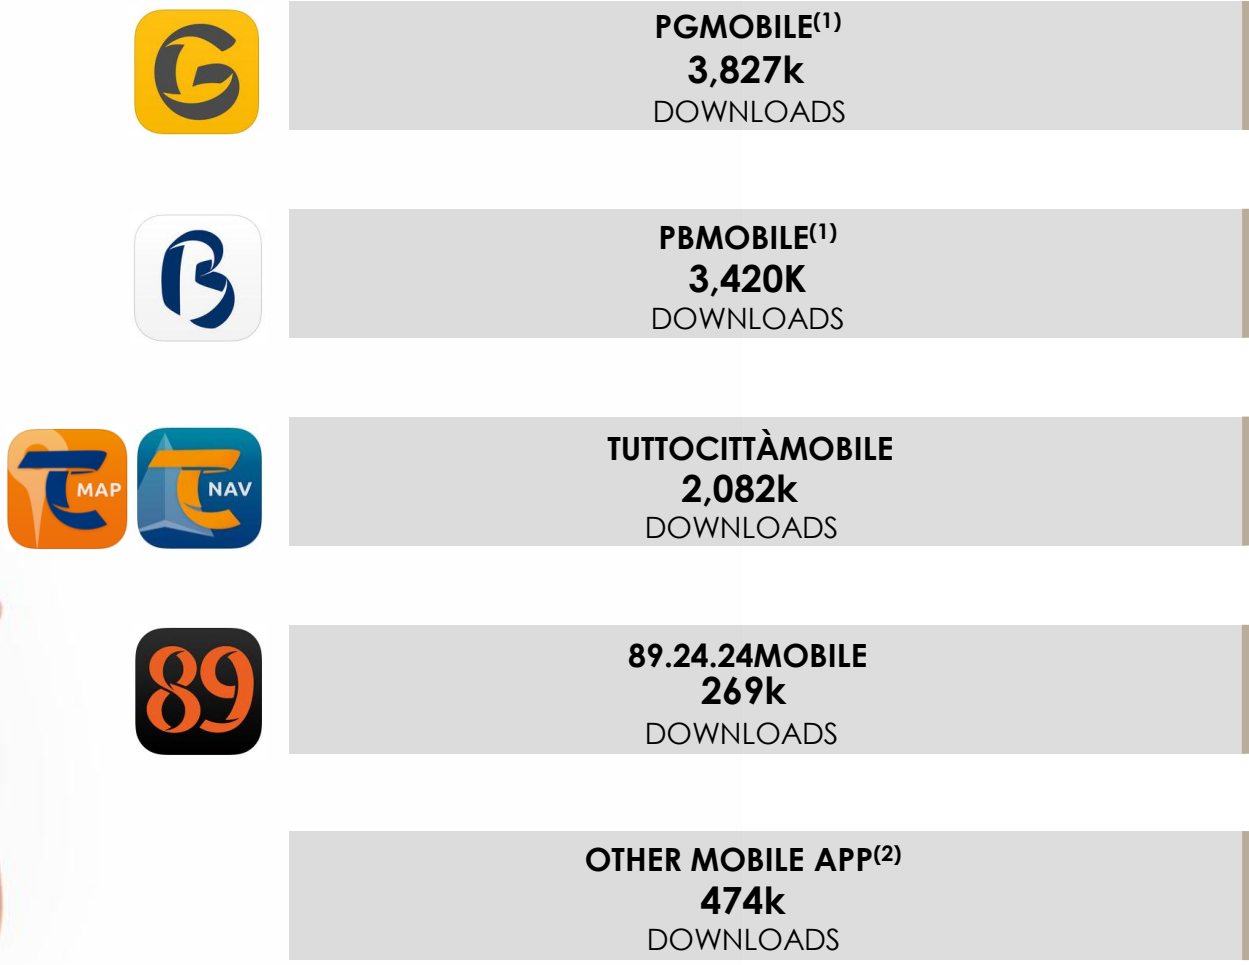 PGMOBILE(1)
3,827k
DOWNLOADS
PBMOBILE(1)
3,420K
DOWNLOADS
MAP
NAV
TUTTOCITTÀMOBILE
2,082k
DOWNLOADS
89
89.24.24MOBILE
269k
DOWNLOADS
OTHER MOBILE APP(2)
474k
DOWNLOADS